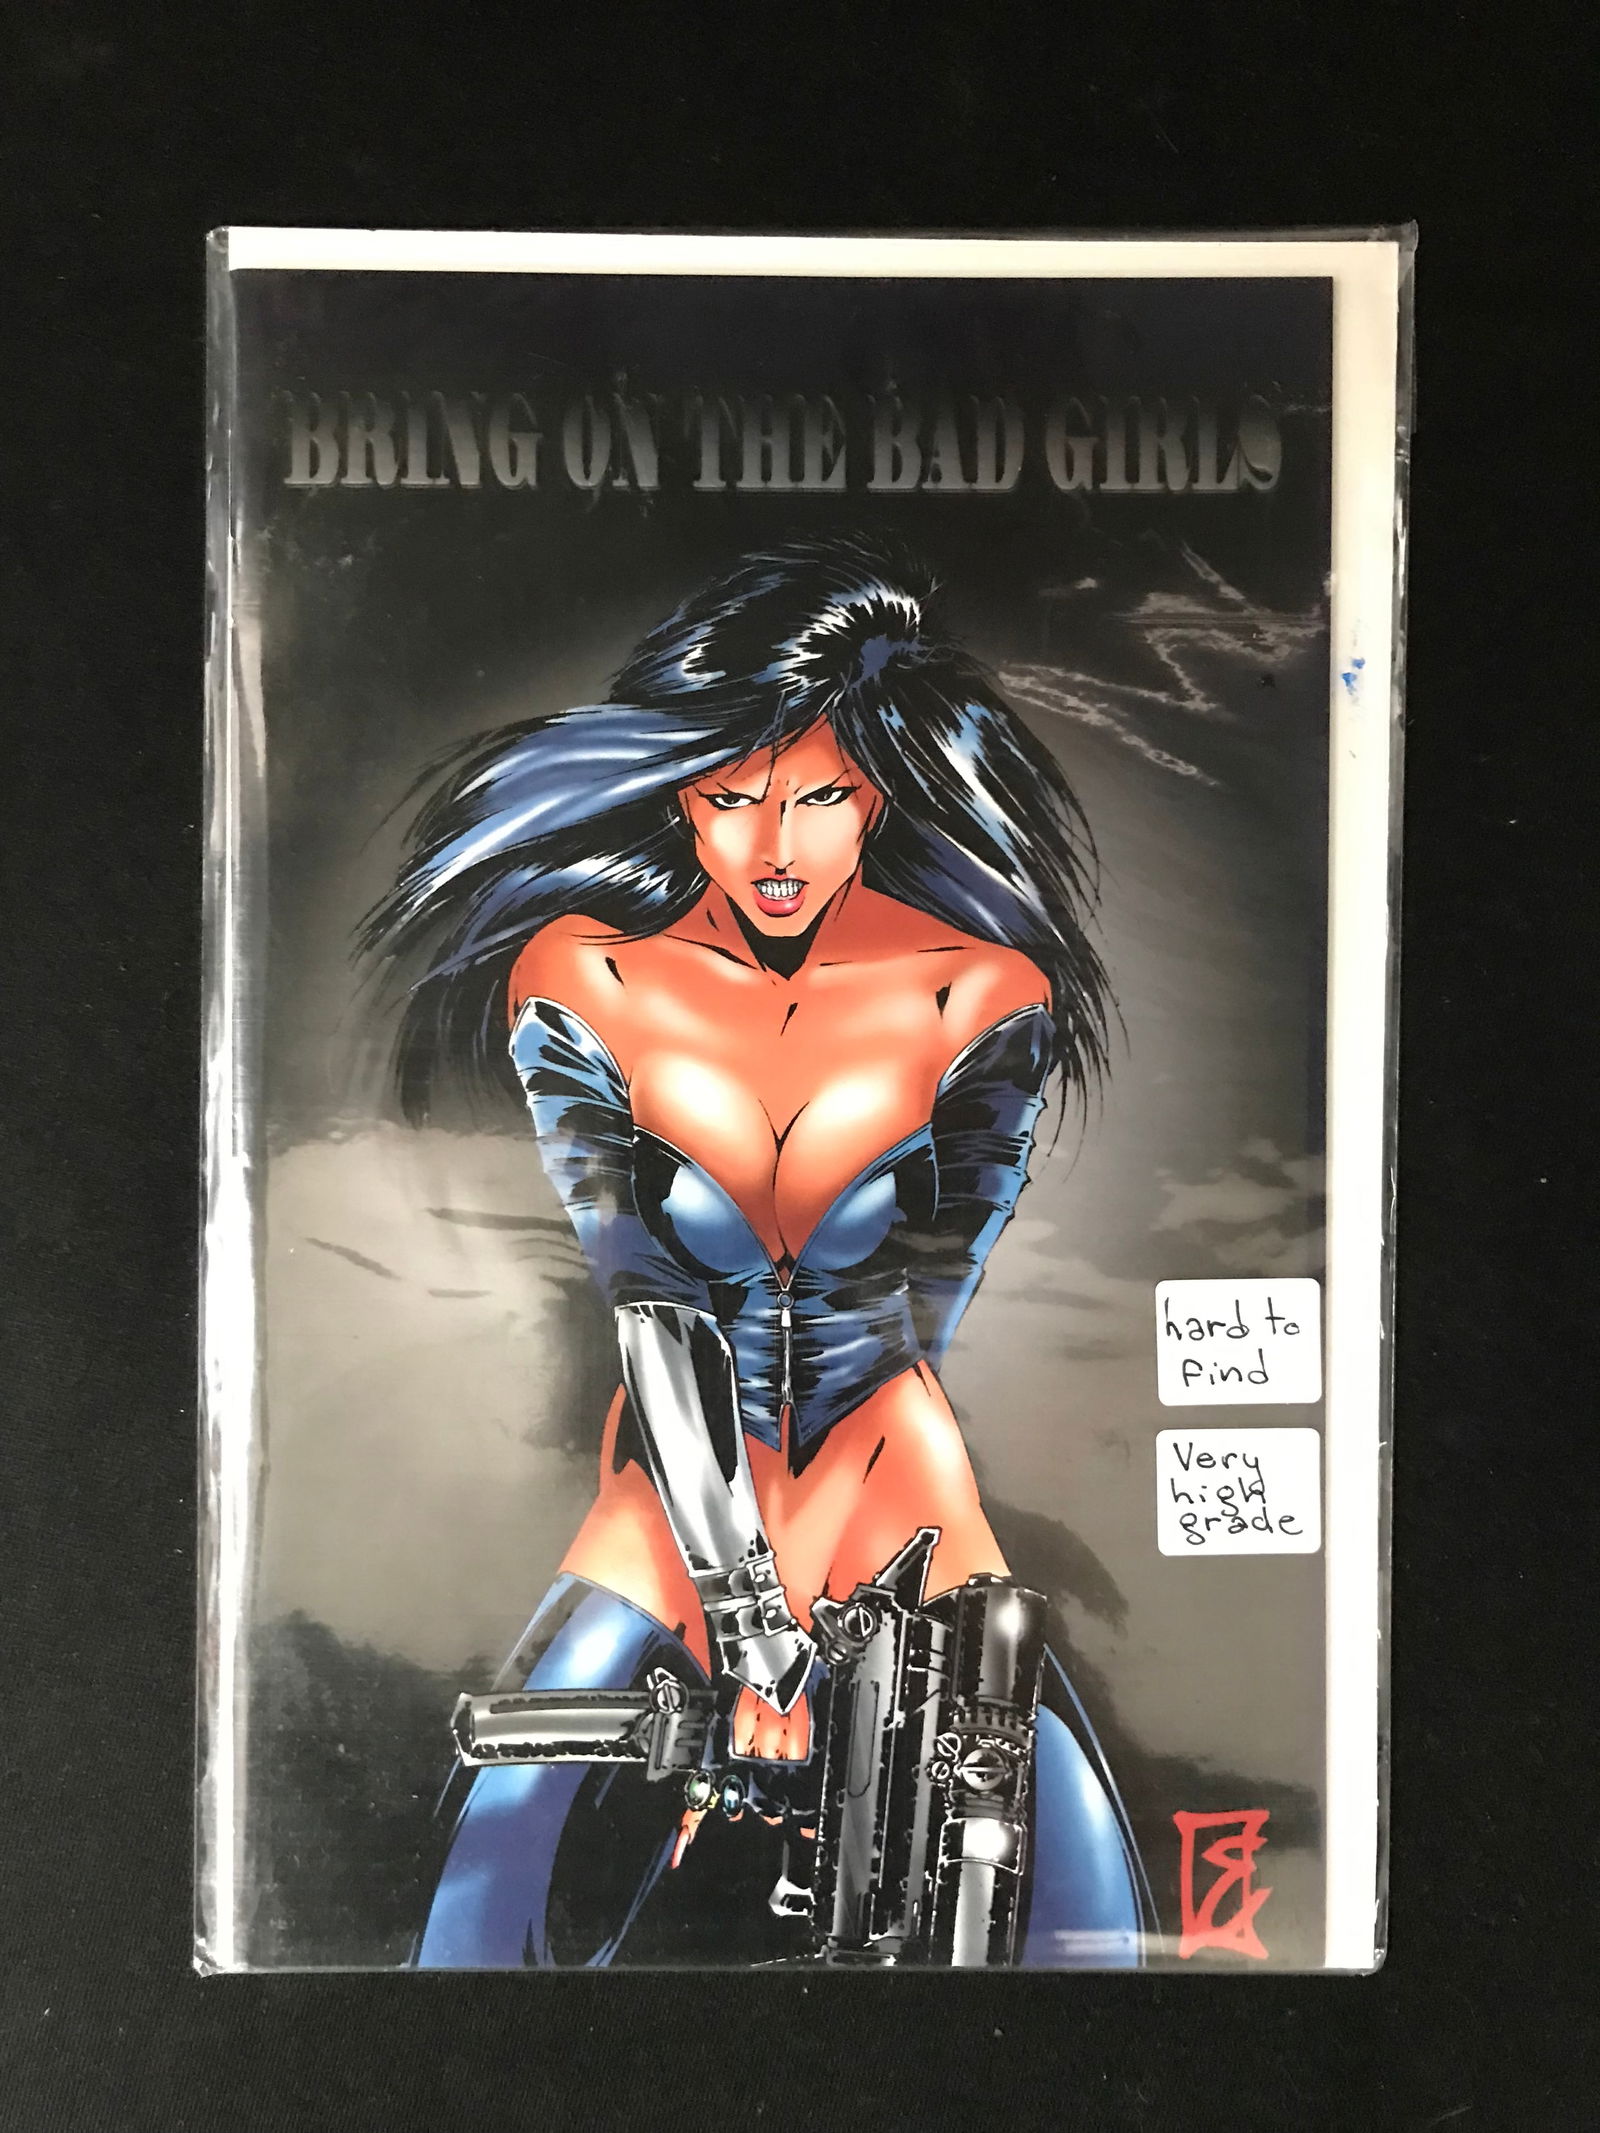 BRING ON THE BAD GIRLS
hard to
find
Very
high
grade